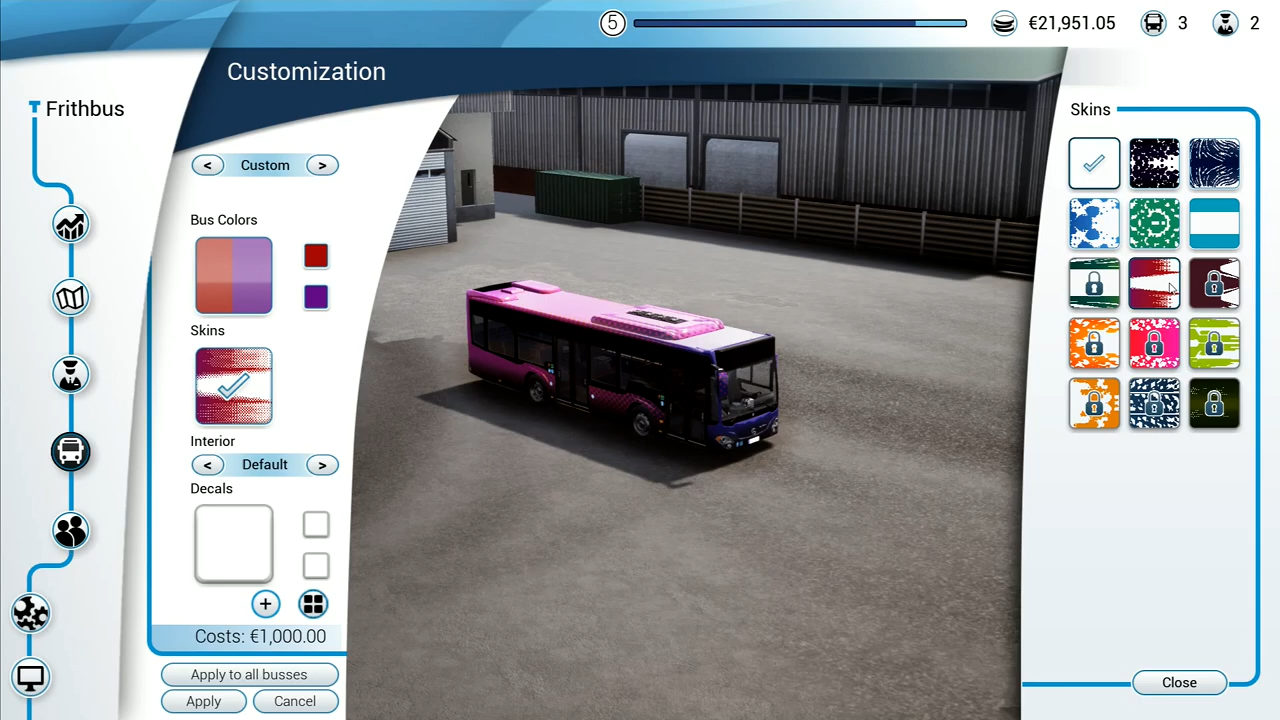 5
€21,951.05
3
2
Customization
Frithbus
Skins
< Custom >
Bus Colors
Skins
Interior
< Default >
Decals
+
Costs: €1,000.00
Apply to all busses
Apply
Cancel
Close